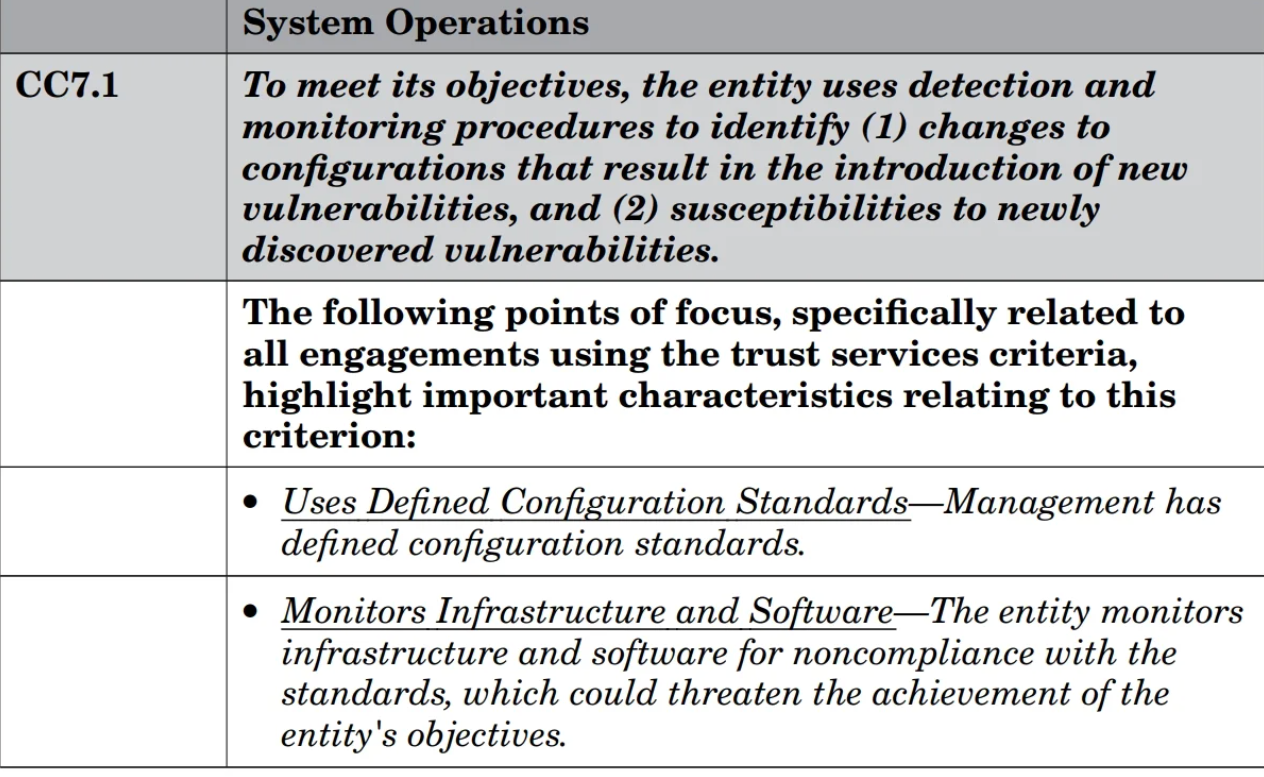 System Operations
CC7.1
To meet its objectives, the entity uses detection and
monitoring procedures to identify (1) changes to
configurations that result in the introduction of new
vulnerabilities, and (2) susceptibilities to newly
discovered vulnerabilities.
The following points of focus, specifically related to
all engagements using the trust services criteria,
highlight important characteristics relating to this
criterion:
• Uses Defined Configuration Standards—Management has
defined configuration standards.
• Monitors Infrastructure and Software—The entity monitors
infrastructure and software for noncompliance with the
standards, which could threaten the achievement of the
entity's objectives.